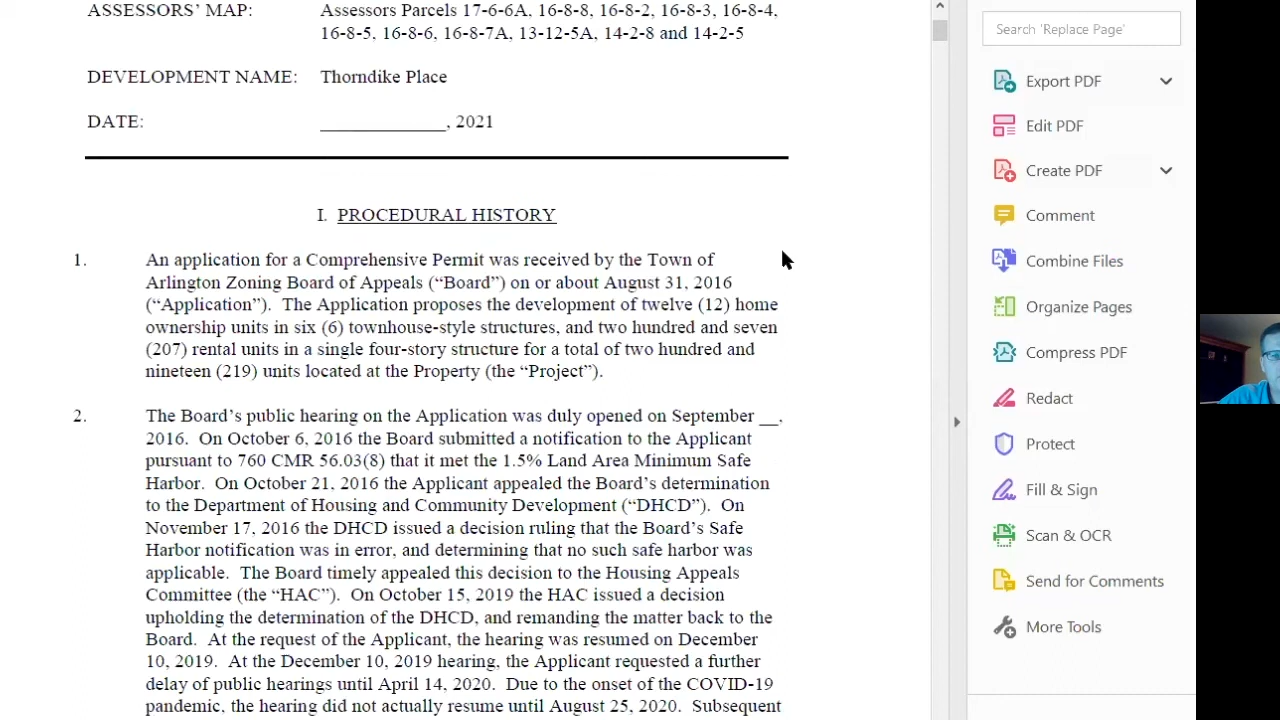 ASSESSORS' MAP: Assessors Parcels 17-6-6A, 16-8-8, 16-8-2, 16-8-3, 16-8-4,
16-8-5, 16-8-6, 16-8-7A, 13-12-5A, 14-2-8 and 14-2-5
DEVELOPMENT NAME: Thorndike Place
DATE: ______________, 2021
I. PROCEDURAL HISTORY
1. An application for a Comprehensive Permit was received by the Town of
Arlington Zoning Board of Appeals (“Board”) on or about August 31, 2016
(“Application”). The Application proposes the development of twelve (12) home
ownership units in six (6) townhouse-style structures, and two hundred and seven
(207) rental units in a single four-story structure for a total of two hundred and
nineteen (219) units located at the Property (the “Project”).
2. The Board’s public hearing on the Application was duly opened on September __.
2016. On October 6, 2016 the Board submitted a notification to the Applicant
pursuant to 760 CMR 56.03(8) that it met the 1.5% Land Area Minimum Safe
Harbor. On October 21, 2016 the Applicant appealed the Board’s determination
to the Department of Housing and Community Development (“DHCD”). On
November 17, 2016 the DHCD issued a decision ruling that the Board’s Safe
Harbor notification was in error, and determining that no such safe harbor was
applicable. The Board timely appealed this decision to the Housing Appeals
Committee (the “HAC”). On October 15, 2019 the HAC issued a decision
upholding the determination of the DHCD, and remanding the matter back to the
Board. At the request of the Applicant, the hearing was resumed on December
10, 2019. At the December 10, 2019 hearing, the Applicant requested a further
delay of public hearings until April 14, 2020. Due to the onset of the COVID-19
pandemic, the hearing did not actually resume until August 25, 2020. Subsequent
Search 'Replace Page'
Export PDF
Edit PDF
Create PDF
Comment
Combine Files
Organize Pages
Compress PDF
Redact
Protect
Fill & Sign
Scan & OCR
Send for Comments
More Tools